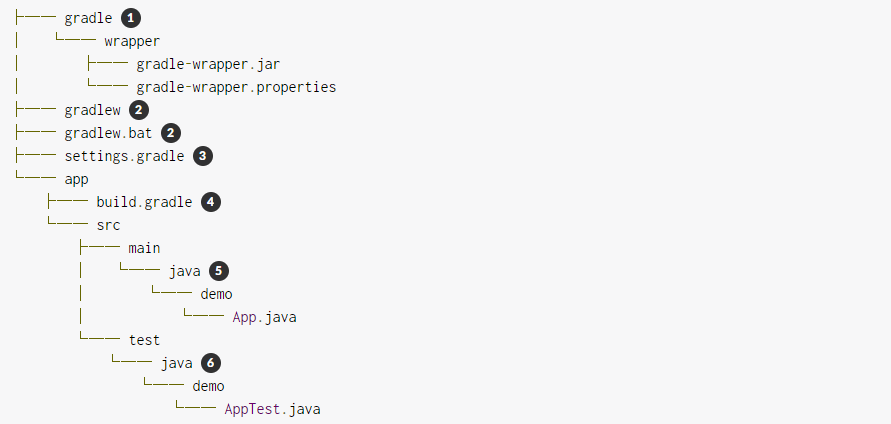 ├── gradle 1
│   └── wrapper
│       ├── gradle-wrapper.jar
│       └── gradle-wrapper.properties
├── gradlew 2
├── gradlew.bat 2
├── settings.gradle 3
└── app
    ├── build.gradle 4
    └── src
        ├── main
        │   └── java 5
        │       └── demo
        │           └── App.java
        └── test
            └── java 6
                └── demo
                    └── AppTest.java